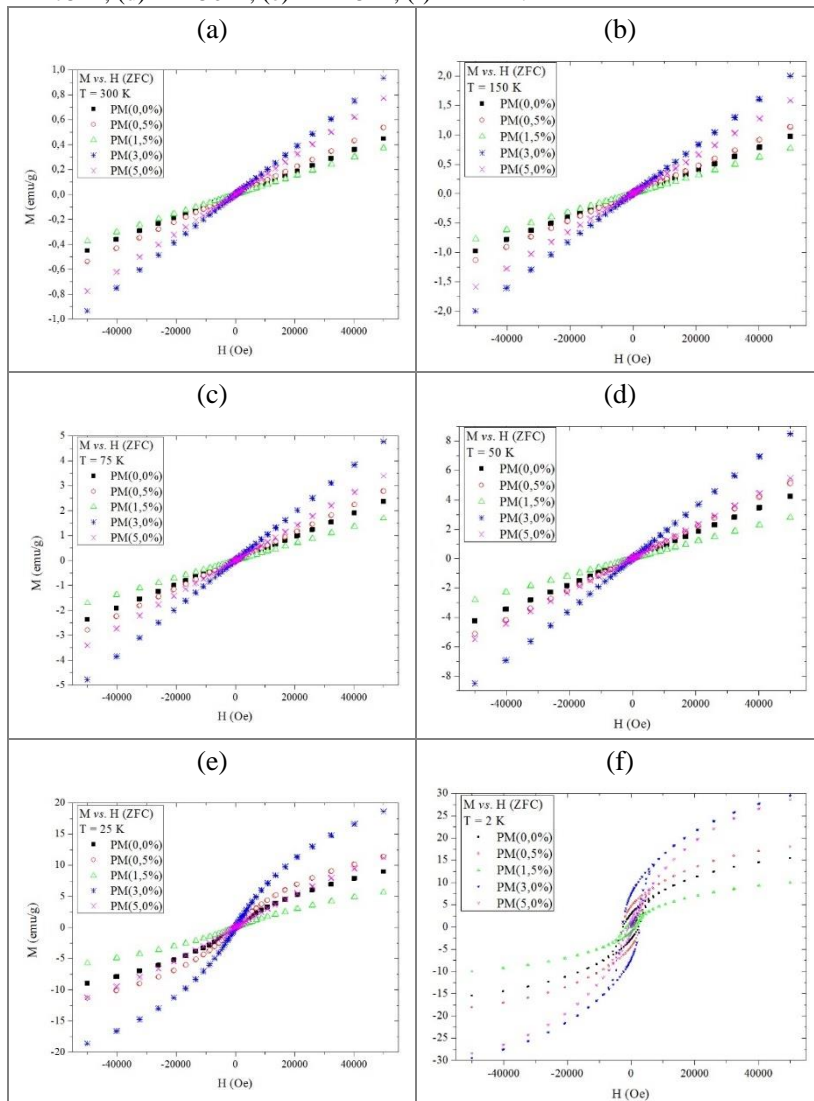 (a)
M vs. H (ZFC)
T = 300 K
PM(0,0%)
PM(0,5%)
PM(1,5%)
PM(3,0%)
PM(5,0%)
M (emu/g)
1,0
0,8
0,6
0,4
0,2
0,0
-0,2
-0,4
-0,6
-0,8
-1,0
-40000 -20000 0 20000 40000
H (Oe)
(b)
M vs. H (ZFC)
T = 150 K
PM(0,0%)
PM(0,5%)
PM(1,5%)
PM(3,0%)
PM(5,0%)
2,0
1,5
1,0
0,5
0,0
-0,5
-1,0
-1,5
-2,0
-40000 -20000 0 20000 40000
H (Oe)
(c)
M vs. H (ZFC)
T = 75 K
PM(0,0%)
PM(0,5%)
PM(1,5%)
PM(3,0%)
PM(5,0%)
M (emu/g)
5
4
3
2
1
0
-1
-2
-3
-4
-5
-40000 -20000 0 20000 40000
H (Oe)
(d)
M vs. H (ZFC)
T = 50 K
PM(0,0%)
PM(0,5%)
PM(1,5%)
PM(3,0%)
PM(5,0%)
8
6
4
2
0
-2
-4
-6
-8
-40000 -20000 0 20000 40000
H (Oe)
(e)
M vs. H (ZFC)
T = 25 K
PM(0,0%)
PM(0,5%)
PM(1,5%)
PM(3,0%)
PM(5,0%)
M (emu/g)
20
15
10
5
0
-5
-10
-15
-20
-40000 -20000 0 20000 40000
H (Oe)
(f)
M vs. H (ZFC)
T = 2 K
PM(0,0%)
PM(0,5%)
PM(1,5%)
PM(3,0%)
PM(5,0%)
30
25
20
15
10
5
0
-5
-10
-15
-20
-25
-30
-40000 -20000 0 20000 40000
H (Oe)